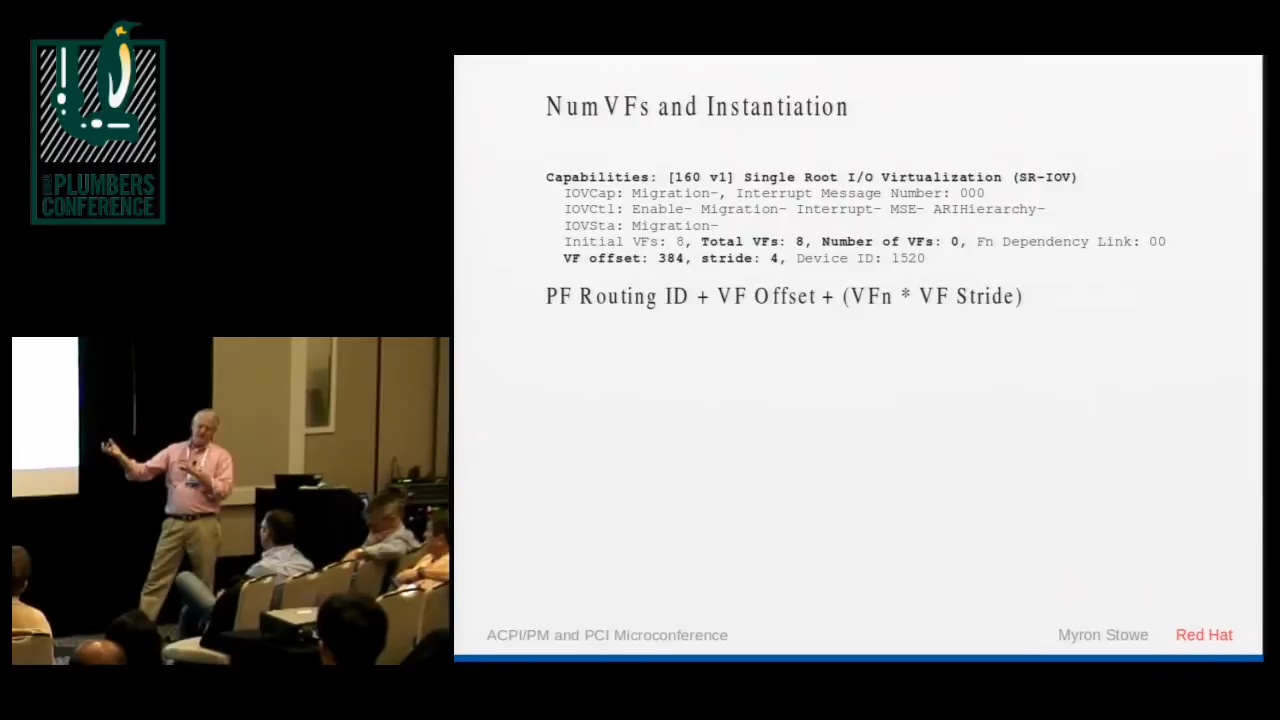 LINUX
PLUMBERS
CONFERENCE
NumVFs and Instantiation
Capabilities: [160 v1] Single Root I/O Virtualization (SR-IOV)
IOVCap: Migration-, Interrupt Message Number: 000
IOVCtl: Enable- Migration- Interrupt- MSE- ARIHierarchy-
IOVSta: Migration-
Initial VFs: 8, Total VFs: 8, Number of VFs: 0, Fn Dependency Link: 00
VF offset: 384, stride: 4, Device ID: 1520
PF Routing ID + VF Offset + (VFn * VF Stride)
ACPI/PM and PCI Microconference
Myron Stowe
Red Hat